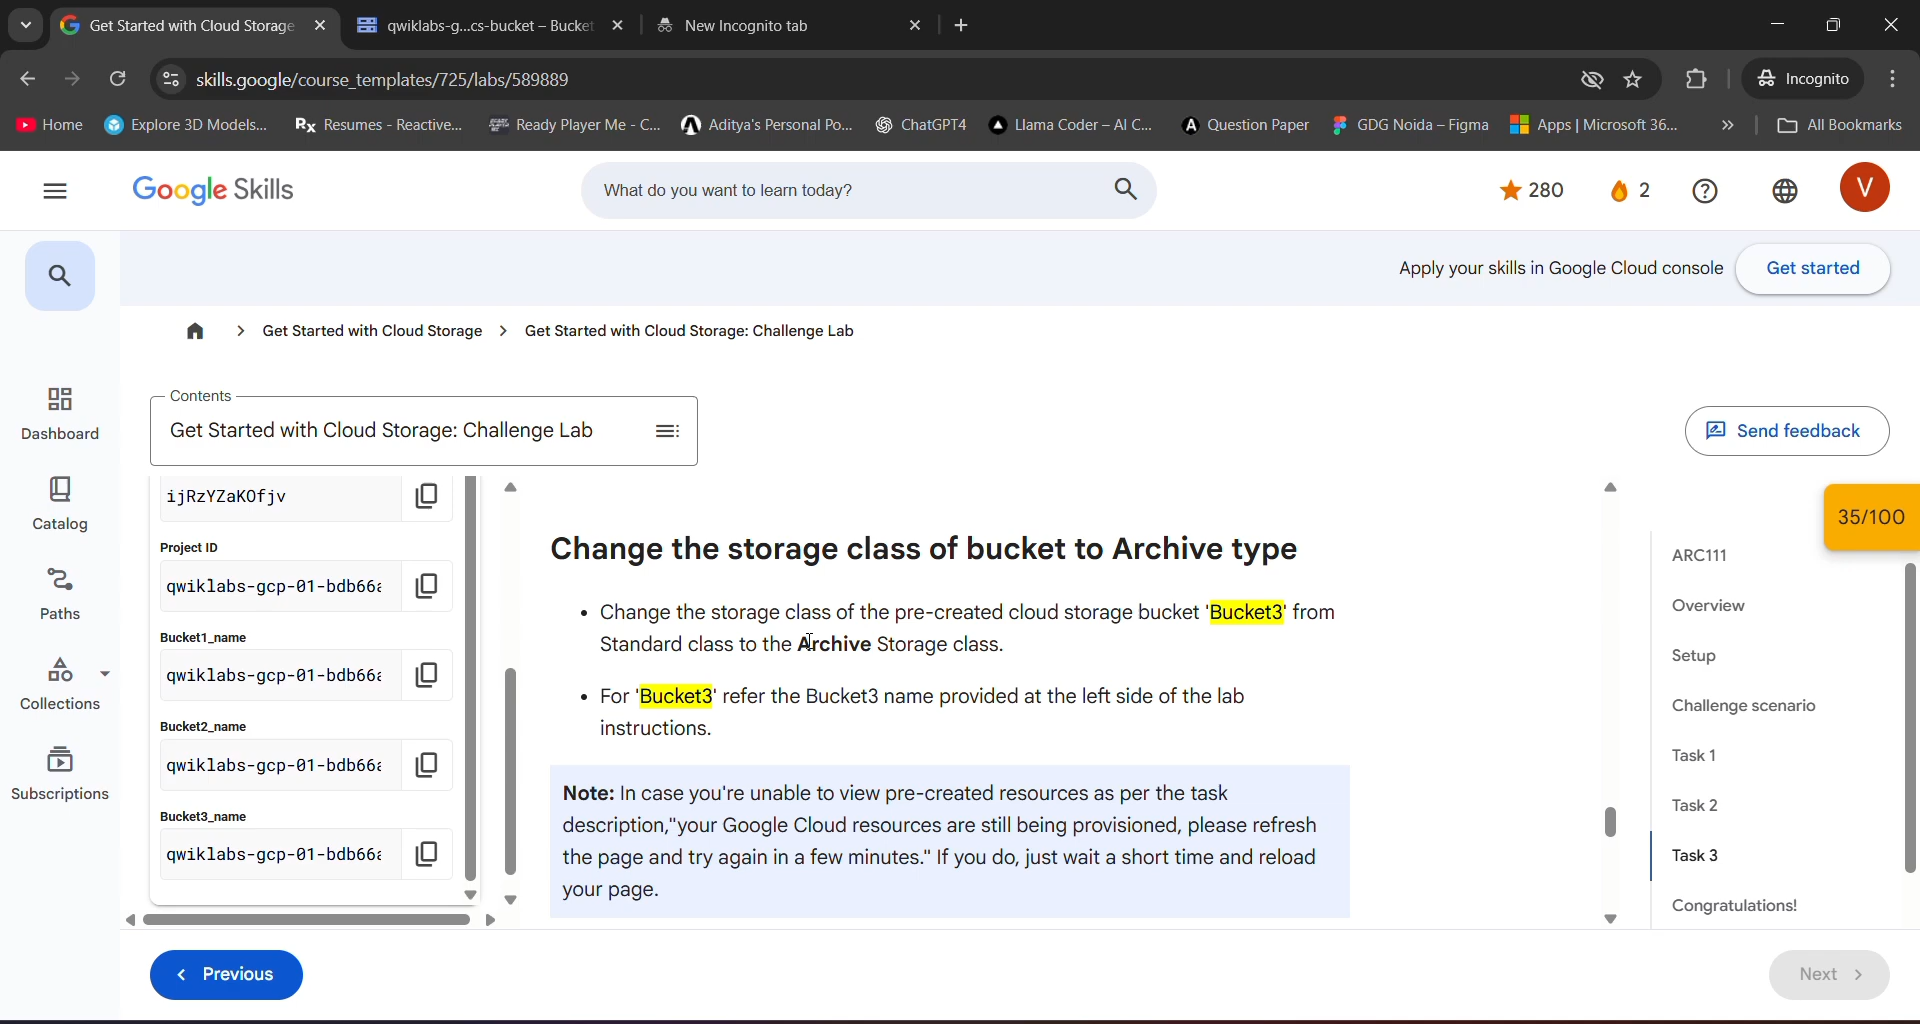 Get Started with Cloud Storage
qwiklabs-g...cs-bucket – Bucket
New Incognito tab
skills.google/course_templates/725/labs/589889
Incognito
Home
Explore 3D Models...
Resumes - Reactive...
Ready Player Me - C...
Aditya's Personal Po...
ChatGPT4
Llama Coder – AI C...
Question Paper
GDG Noida – Figma
Apps | Microsoft 36...
All Bookmarks
Google Skills
What do you want to learn today?
280
2
V
Apply your skills in Google Cloud console
Get started
Get Started with Cloud Storage > Get Started with Cloud Storage: Challenge Lab
Contents
Get Started with Cloud Storage: Challenge Lab
Send feedback
Dashboard
Catalog
Paths
Collections
Subscriptions
ijRzYZaKOfjv
Project ID
qwiklabs-gcp-01-bdb66
Bucket1_name
qwiklabs-gcp-01-bdb66
Bucket2_name
qwiklabs-gcp-01-bdb66
Bucket3_name
qwiklabs-gcp-01-bdb66
Change the storage class of bucket to Archive type
• Change the storage class of the pre-created cloud storage bucket 'Bucket3' from
Standard class to the Archive Storage class.
• For 'Bucket3' refer the Bucket3 name provided at the left side of the lab
instructions.
Note: In case you're unable to view pre-created resources as per the task
description,"your Google Cloud resources are still being provisioned, please refresh
the page and try again in a few minutes." If you do, just wait a short time and reload
your page.
35/100
ARC111
Overview
Setup
Challenge scenario
Task 1
Task 2
Task 3
Congratulations!
Previous
Next